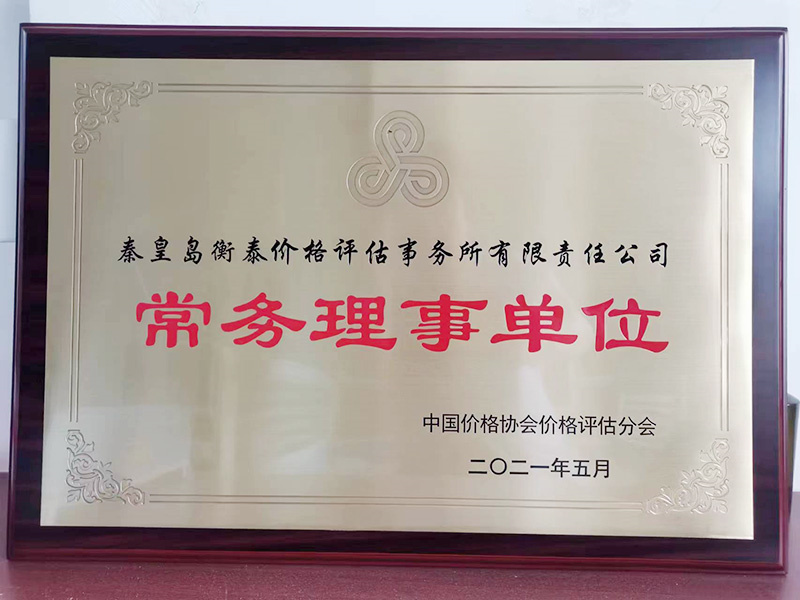 秦皇岛衡泰价格评估事务所有限责任公司
常务理事单位
中国价格协会价格评估分会
二〇二一年五月